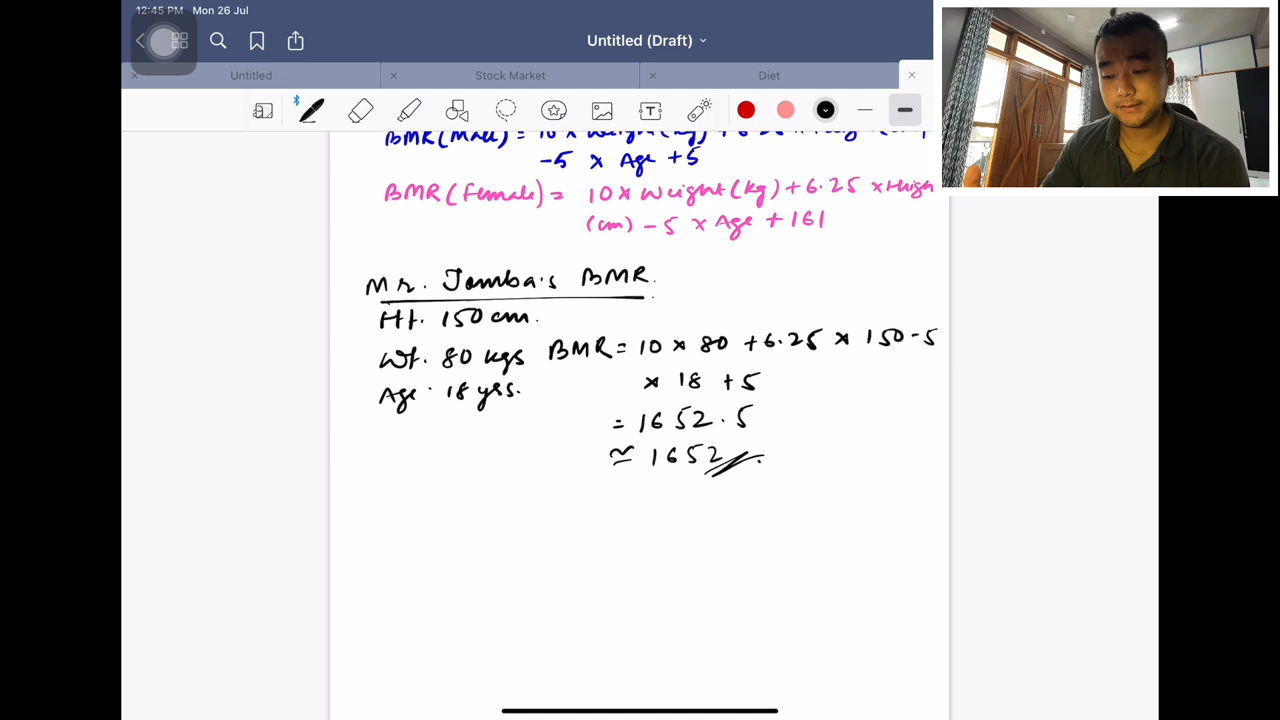 12:45 PM Mon 26 Jul
Untitled (Draft)
Untitled
Stock Market
Diet
-5 x Age +5
BMR (Female) = 10 x Weight (kg) + 6.25 x High
(cm) - 5 x Age + 161
Mr. Tomba's BMR.
Ht. 150 cm.
Wt. 80 kgs
BMR = 10 x 80 + 6.25 x 150 - 5
Age · 18 yrs.
x 18 + 5
= 1652.5
≅ 1652